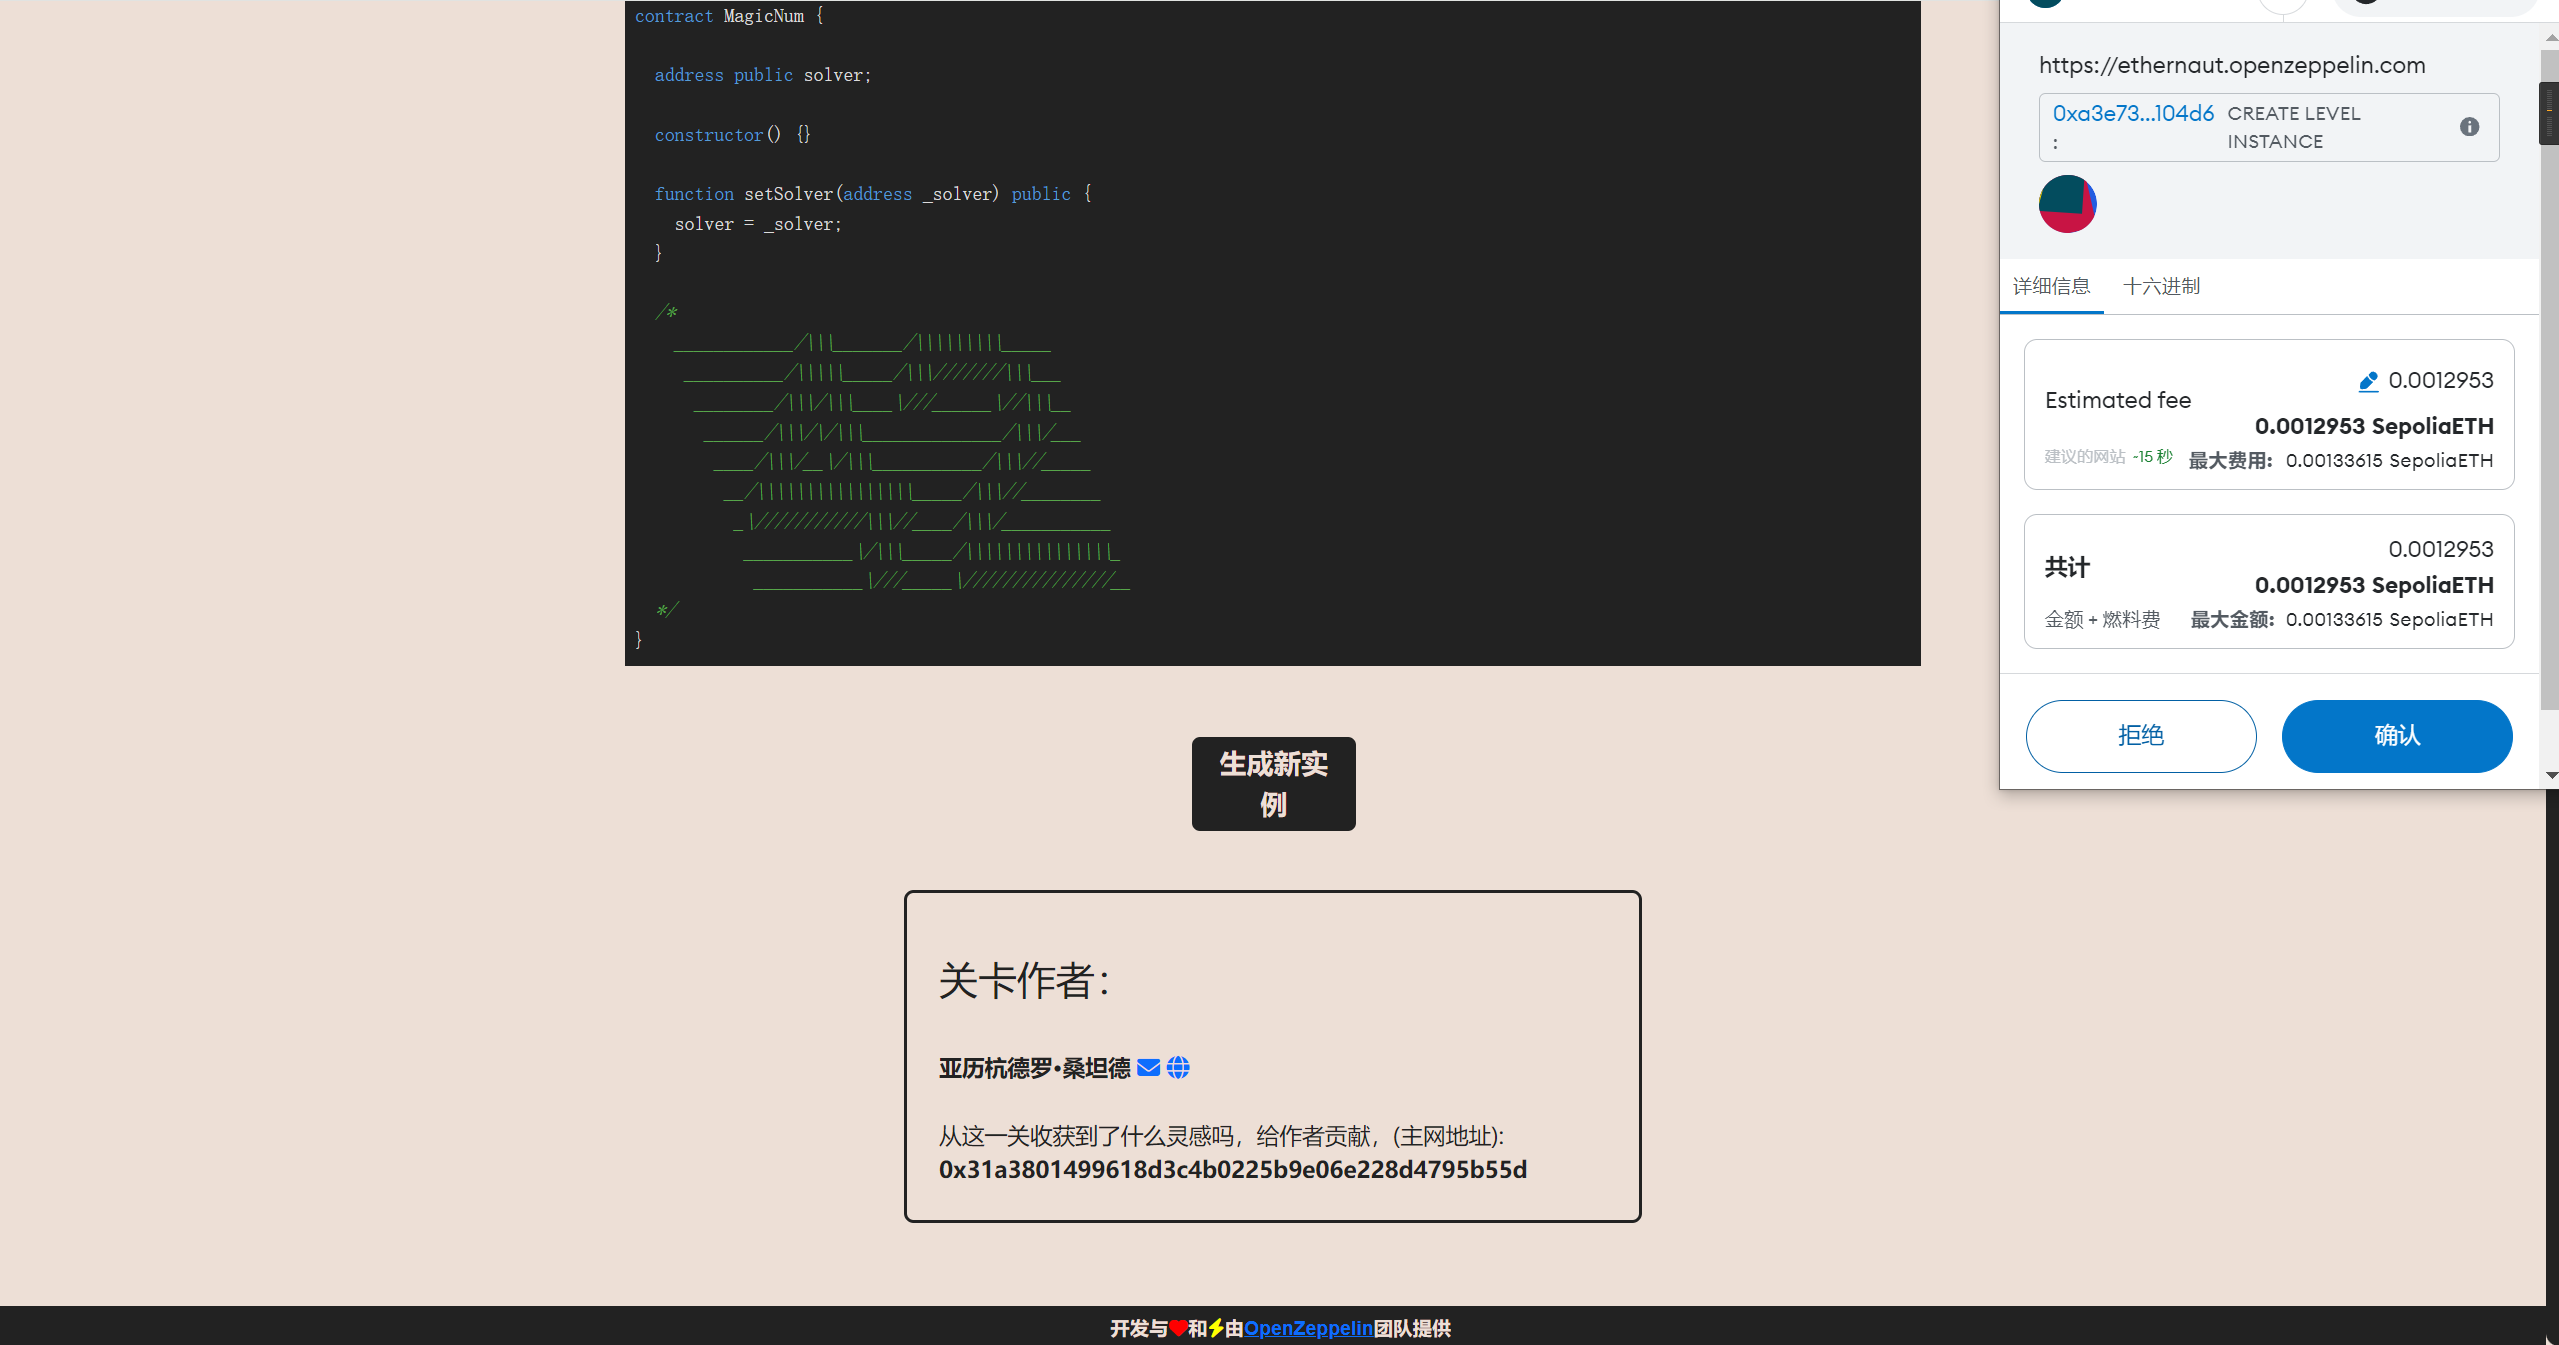 contract MagicNum {
address public solver;
constructor() {}
function setSolver(address _solver) public {
solver = _solver;
}
/*
____________/\\\_______/\\\\\\\\\_____
__________/\\\\\_____/\\\///////\\\___
________/\\\/\\\____\///______\//\\\__
______/\\\/\/\\\______________/\\\/___
____/\\\/__\/\\\___________/\\\//_____
__/\\\\\\\\\\\\\\\\_____/\\\//________
_\///////////\\\//____/\\\/___________
___________\/\\\_____/\\\\\\\\\\\\\\\_
___________\///_____\///////////////__
*/
}
生成新实
例
关卡作者：
亚历杭德罗·桑坦德
从这一关收获到了什么灵感吗，给作者贡献，(主网地址):
0x31a3801499618d3c4b0225b9e06e228d4795b55d
开发与和由OpenZeppelin团队提供
https://ethernaut.openzeppelin.com
0xa3e73...104d6 CREATE LEVEL
: INSTANCE
详细信息 十六进制
0.0012953
Estimated fee
0.0012953 SepoliaETH
建议的网站 ~15 秒 最大费用: 0.00133615 SepoliaETH
0.0012953
共计
0.0012953 SepoliaETH
金额 + 燃料费 最大金额: 0.00133615 SepoliaETH
拒绝 确认